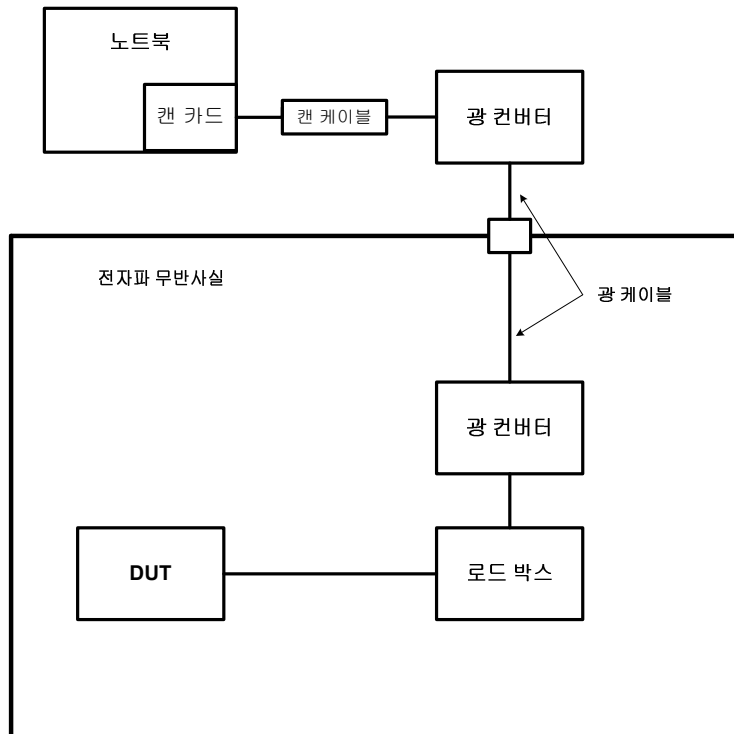 노트북
캔 카드
캔 케이블
광 컨버터
전자파 무반사실
광 케이블
광 컨버터
DUT
로드 박스